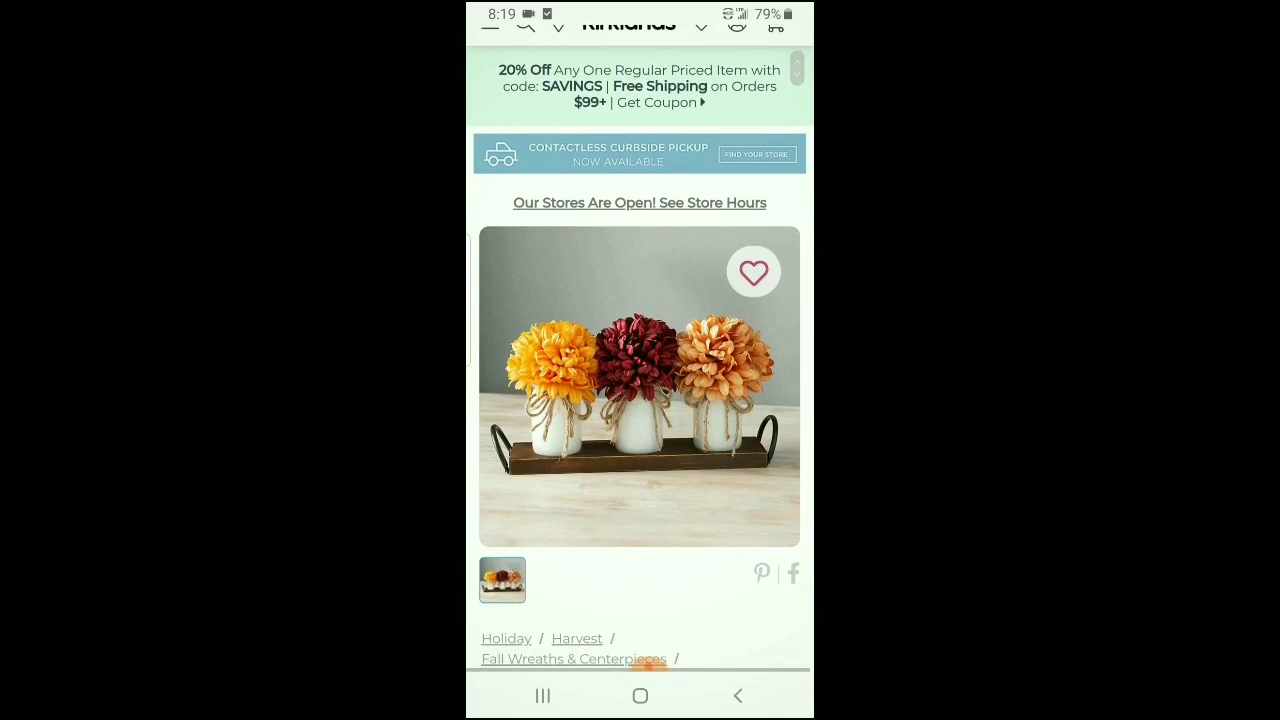 8:19
79%
Kirklands
20% Off Any One Regular Priced Item with
code: SAVINGS | Free Shipping on Orders
$99+ | Get Coupon
CONTACTLESS CURBSIDE PICKUP
NOW AVAILABLE
FIND YOUR STORE
Our Stores Are Open! See Store Hours
Holiday / Harvest /
Fall Wreaths & Centerpieces /